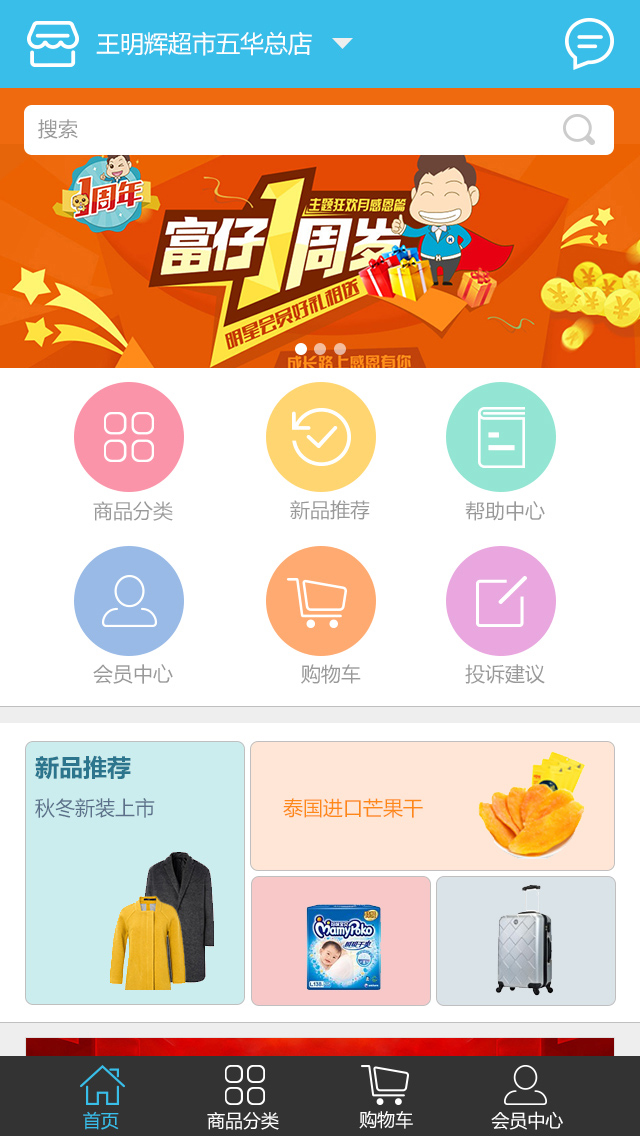 王明辉超市五华总店
搜索
1周年
主题狂欢月感恩篇
富仔1周岁
明星会员好礼相送
成长路上感恩有你
商品分类
新品推荐
帮助中心
会员中心
购物车
投诉建议
新品推荐
秋冬新装上市
泰国进口芒果干
MamyPoko
瞬吸干爽
L138
首页
商品分类
购物车
会员中心